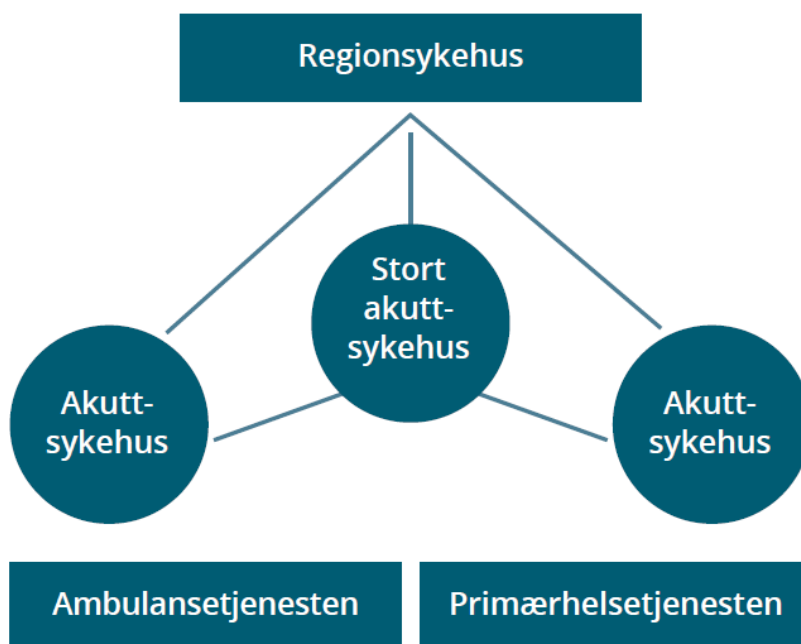 Regionsykehus
Stort
akutt-
sykehus
Akutt-
sykehus
Akutt-
sykehus
Ambulansetjenesten
Primærhelsetjenesten